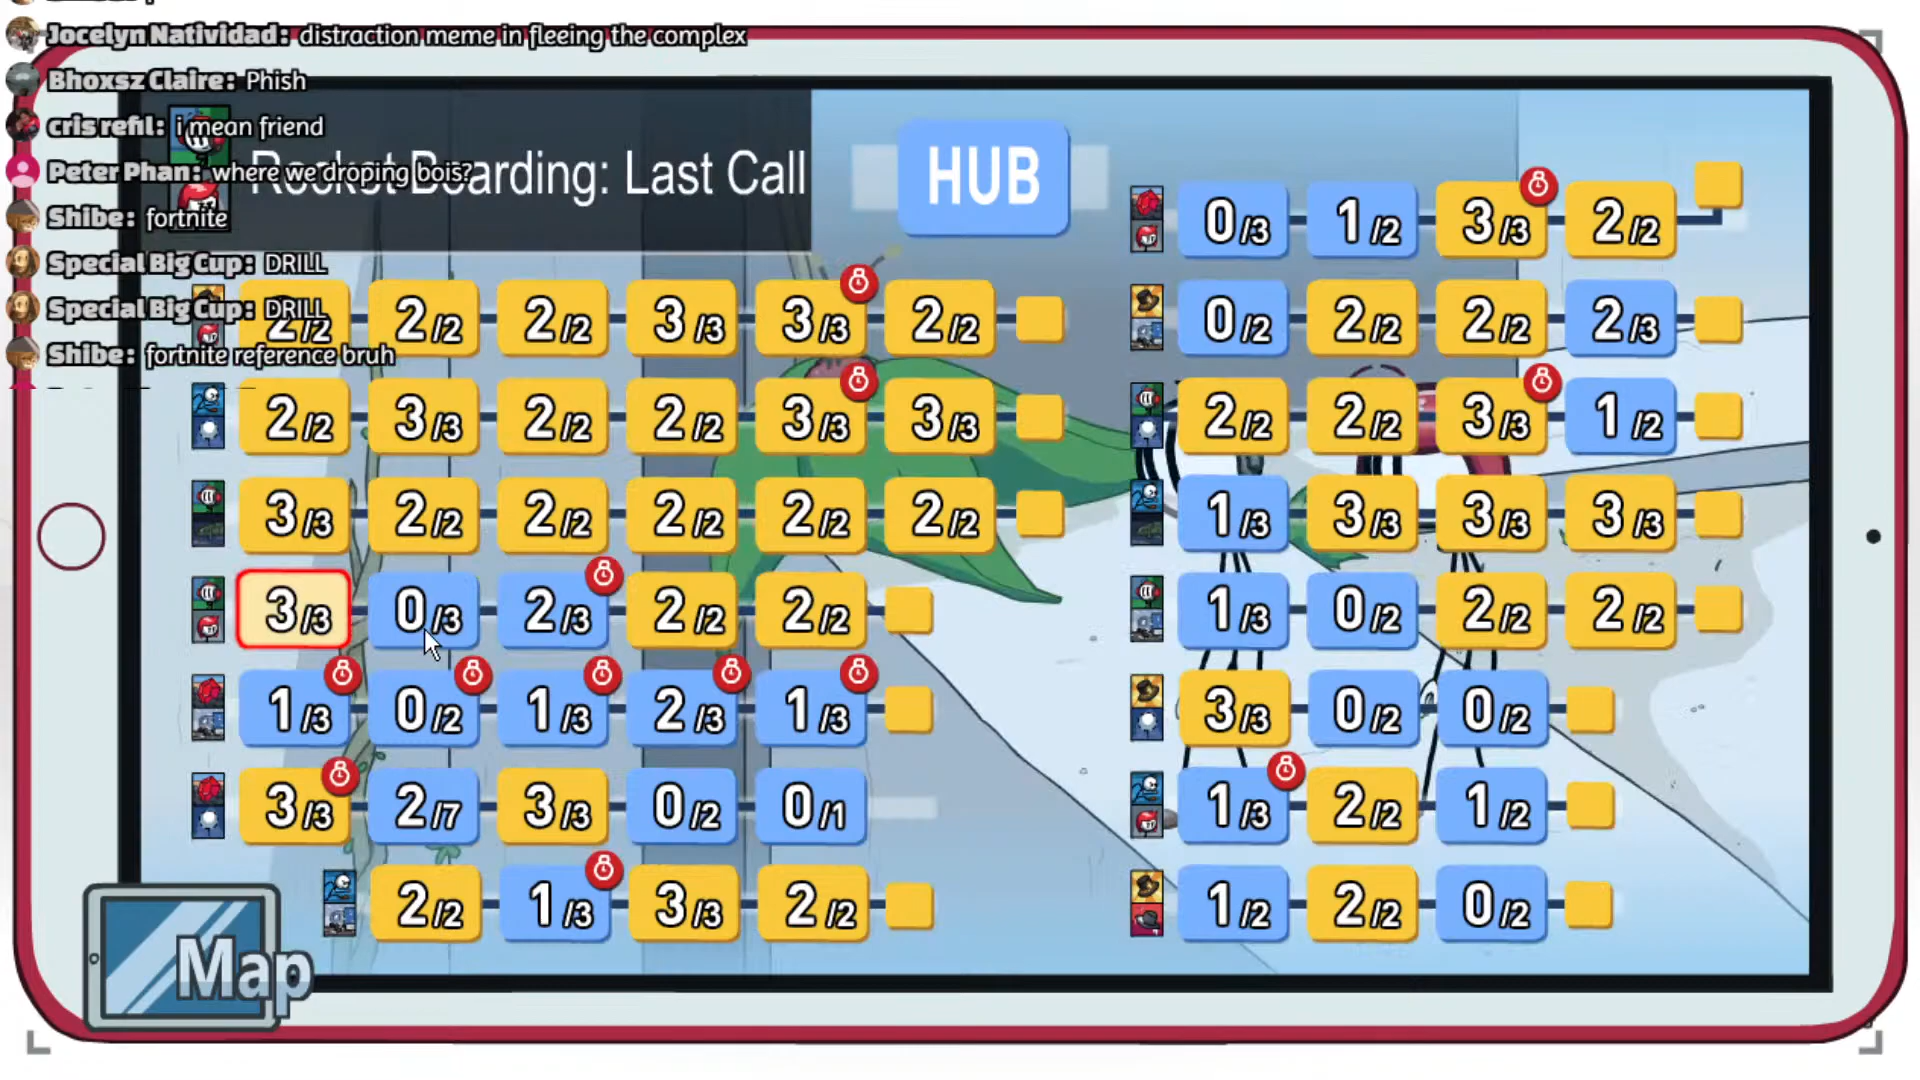 Jocelyn Natividad: distraction meme in fleeing the complex
Bhoxsz Claire: Phish
cris refil: i mean friend
Peter Phan: where we droping bois?
Shibe: fortnite
Special Big Cup: DRILL
Special Big Cup: DRILL
Shibe: fortnite reference bruh
Rocket Boarding: Last Call
HUB
0/3 1/2 3/3 2/2
2/2 2/2 2/2 3/3 3/3 2/2
0/2 2/2 2/2 2/3
2/2 3/3 2/2 2/2 3/3 3/3
2/2 2/2 3/3 1/2
3/3 2/2 2/2 2/2 2/2 2/2
1/3 3/3 3/3 3/3
3/3 0/3 2/3 2/2 2/2
1/3 0/2 2/2 2/2
1/3 0/2 1/3 2/3 1/3
3/3 0/2 0/2
3/3 2/7 3/3 0/2 0/1
1/3 2/2 1/2
2/2 1/3 3/3 2/2
1/2 2/2 0/2
Map